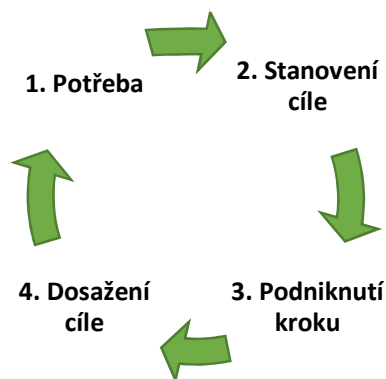 1. Potřeba
2. Stanovení
cíle
3. Podniknutí
kroku
4. Dosažení
cíle